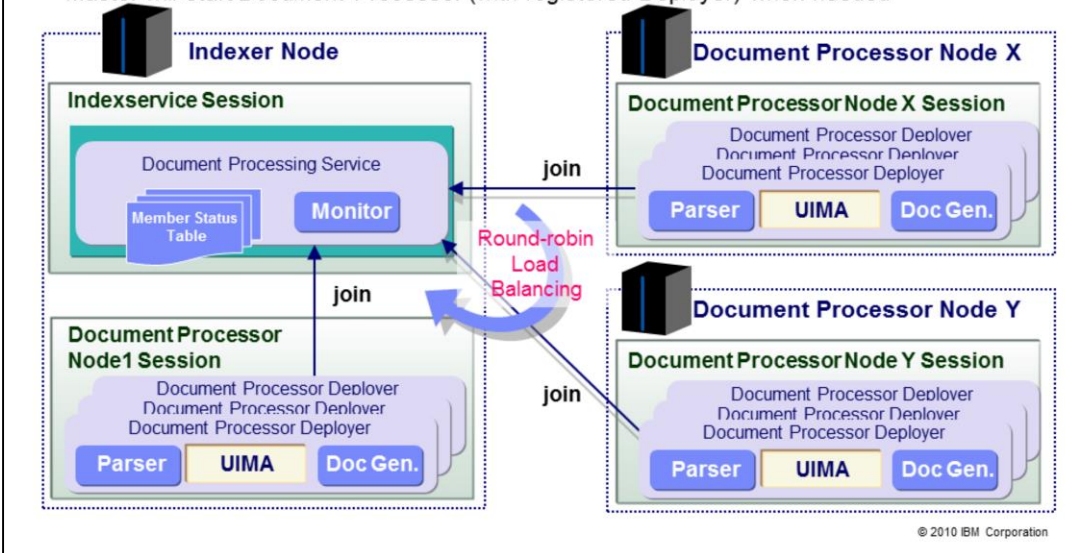 Indexer Node
Indexservice Session
Document Processing Service
Member Status
Table
Monitor
join
Document Processor
Node1 Session
Document Processor Deployer
Document Processor Deployer
Document Processor Deployer
Parser
UIMA
Doc Gen.
Round-robin
Load
Balancing
join
Document Processor Node X
Document Processor Node X Session
Document Processor Deployer
Document Processor Deployer
Document Processor Deployer
Parser
UIMA
Doc Gen.
join
Document Processor Node Y
Document Processor Node Y Session
Document Processor Deployer
Document Processor Deployer
Document Processor Deployer
Parser
UIMA
Doc Gen.
© 2010 IBM Corporation